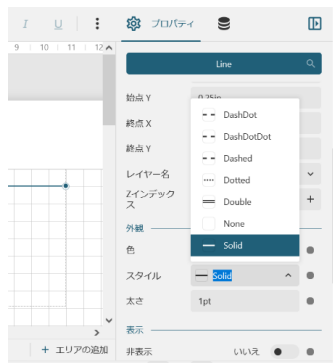 I U プロパティ
9 10 11 12
Line
始点 Y 0.25in
終点 X
終点 Y
レイヤー名
Zインデックス +
外観
色
スタイル Solid
太さ 1pt
表示
非表示 いいえ
DashDot
DashDotDot
Dashed
Dotted
Double
None
Solid
+ エリアの追加